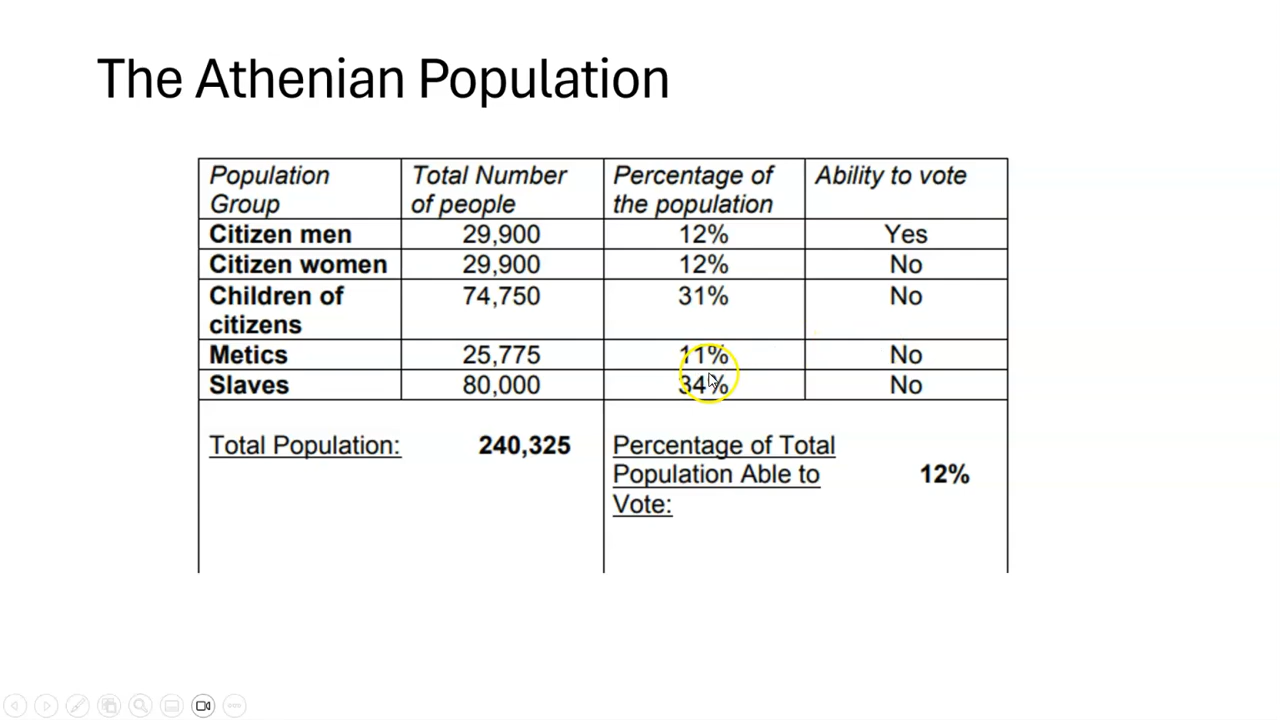 The Athenian Population
Population Group Total Number of people Percentage of the population Ability to vote
Citizen men 29,900 12% Yes
Citizen women 29,900 12% No
Children of citizens 74,750 31% No
Metics 25,775 11% No
Slaves 80,000 34% No
Total Population: 240,325
Percentage of Total Population Able to Vote: 12%